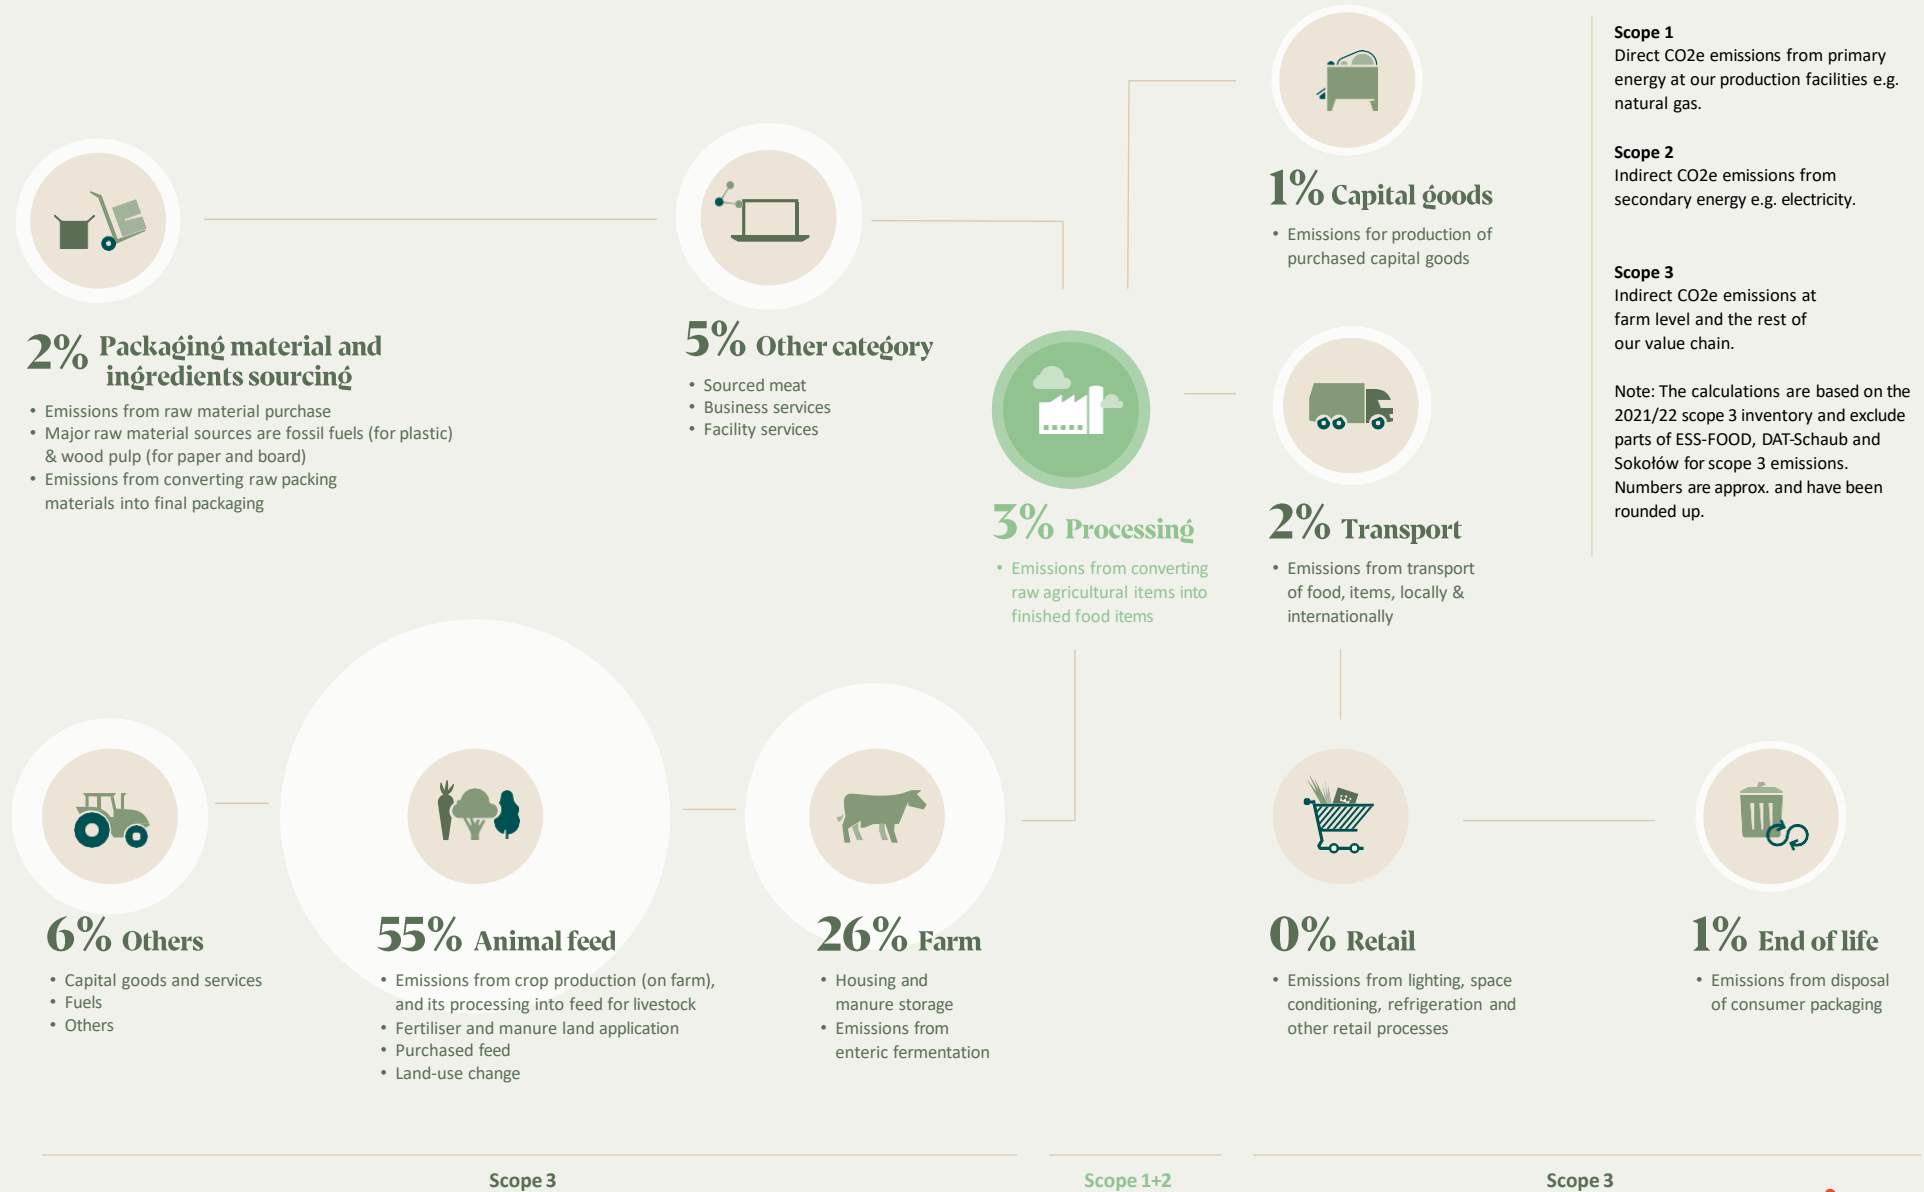 Scope 1
Direct CO2e emissions from primary
energy at our production facilities e.g.
natural gas.
Scope 2
Indirect CO2e emissions from
secondary energy e.g. electricity.
Scope 3
Indirect CO2e emissions at
farm level and the rest of
our value chain.
Note: The calculations are based on the
2021/22 scope 3 inventory and exclude
parts of ESS-FOOD, DAT-Schaub and
Sokołów for scope 3 emissions.
Numbers are approx. and have been
rounded up.
1% Capital goods
• Emissions for production of
purchased capital goods
2% Packaging material and
ingredients sourcing
• Emissions from raw material purchase
• Major raw material sources are fossil fuels (for plastic)
& wood pulp (for paper and board)
• Emissions from converting raw packing
materials into final packaging
5% Other category
• Sourced meat
• Business services
• Facility services
3% Processing
• Emissions from converting
raw agricultural items into
finished food items
2% Transport
• Emissions from transport
of food, items, locally &
internationally
6% Others
• Capital goods and services
• Fuels
• Others
55% Animal feed
• Emissions from crop production (on farm),
and its processing into feed for livestock
• Fertiliser and manure land application
• Purchased feed
• Land-use change
26% Farm
• Housing and
manure storage
• Emissions from
enteric fermentation
0% Retail
• Emissions from lighting, space
conditioning, refrigeration and
other retail processes
1% End of life
• Emissions from disposal
of consumer packaging
Scope 3
Scope 1+2
Scope 3